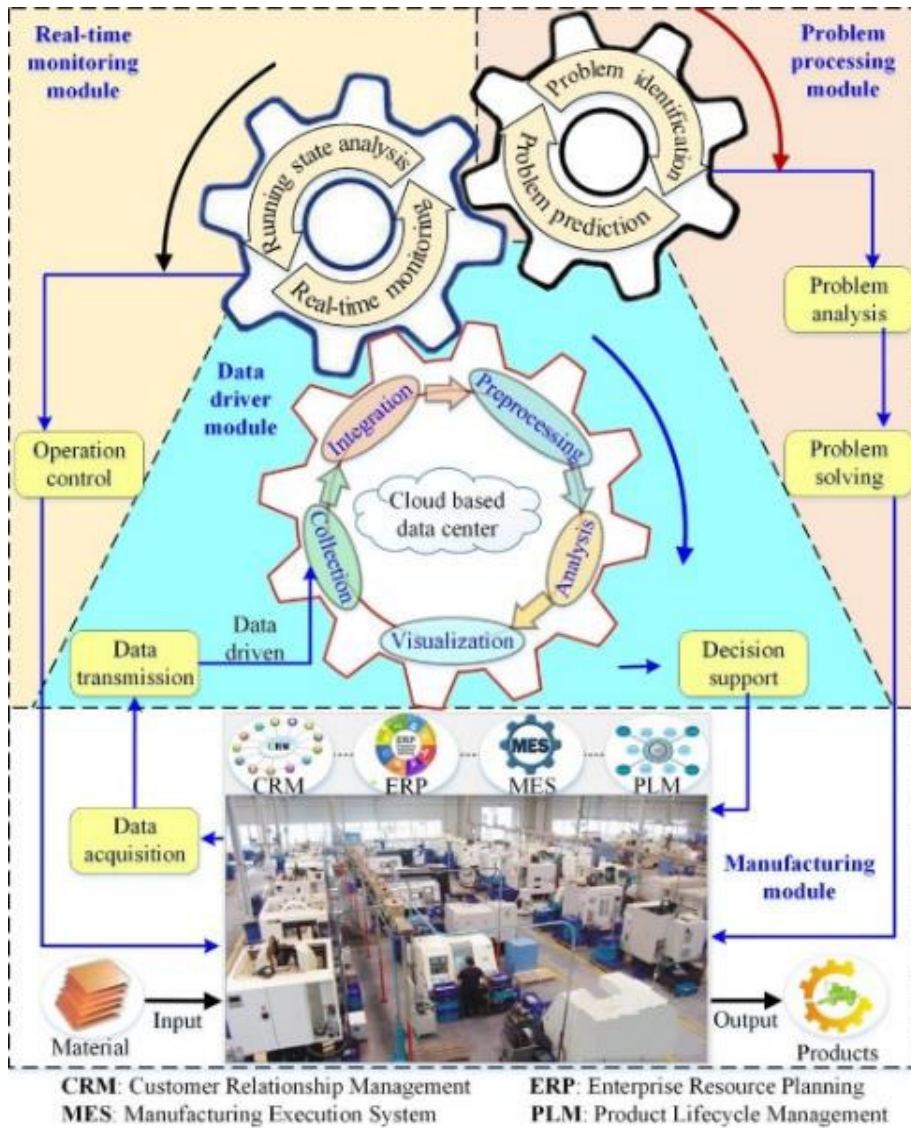 Real-time
monitoring
module
Problem
processing
module
Running state analysis
Real-time monitoring
Problem identification
Problem prediction
Problem
analysis
Data
driver
module
Integration
Preprocessing
Operation
control
Problem
solving
Cloud based
data center
Collection
Analysis
Data
driven
Visualization
Data
transmission
Decision
support
CRM
ERP
MES
CRM
ERP
MES
PLM
Data
acquisition
Manufacturing
module
Material
Input
Output
Products
CRM: Customer Relationship Management
ERP: Enterprise Resource Planning
MES: Manufacturing Execution System
PLM: Product Lifecycle Management